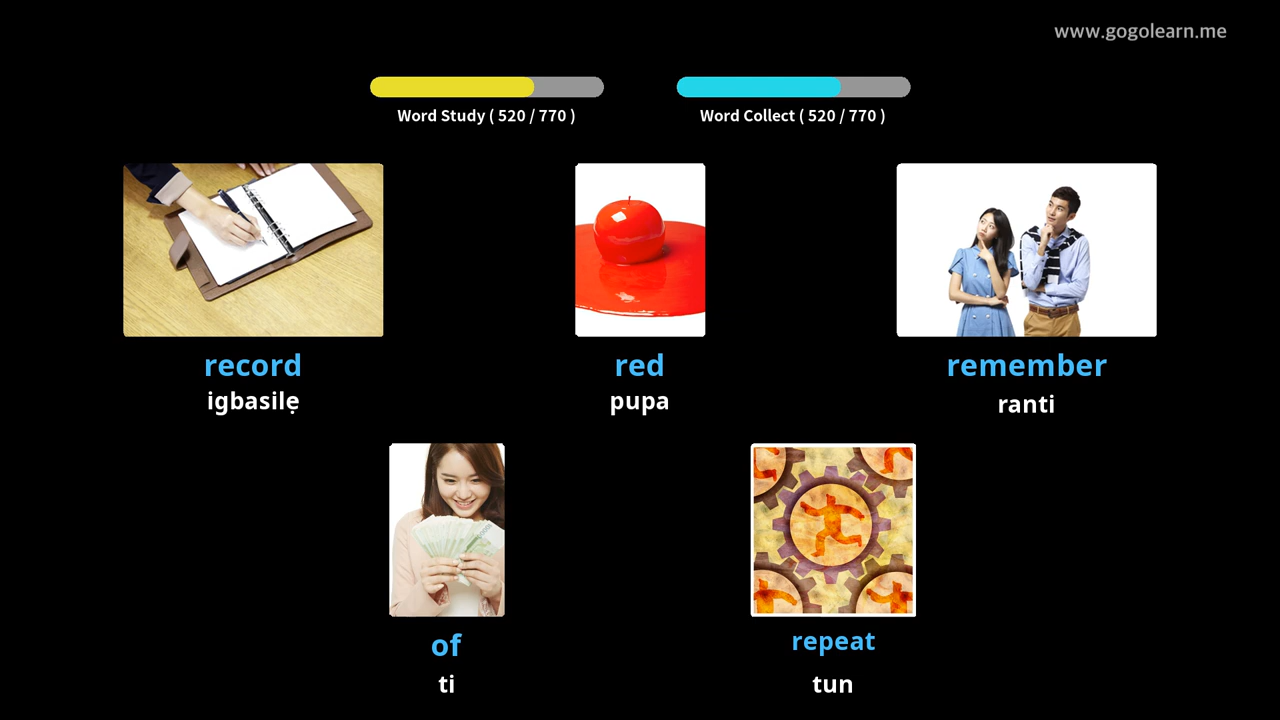 www.gogolearn.me
Word Study ( 520 / 770 )
Word Collect ( 520 / 770 )
record
igbasilẹ
red
pupa
remember
ranti
of
ti
repeat
tun